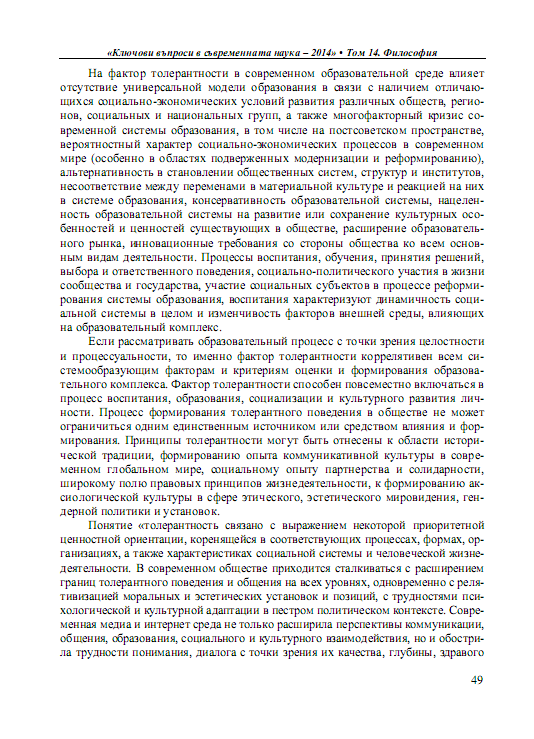 «Ключови въпроси в съвременната наука – 2014» • Том 14. Философия
На фактор толерантности в современном образовательной среде влияет
отсутствие универсальной модели образования в связи с наличием отличаю-
щихся социально-экономических условий развития различных обществ, регио-
нов, социальных и национальных групп, а также многофакторный кризис со-
временной системы образования, в том числе на постсоветском пространстве,
вероятностный характер социально-экономических процессов в современном
мире (особенно в областях подверженных модернизации и реформированию),
альтернативность в становлении общественных систем, структур и институтов,
несоответствие между переменами в материальной культуре и реакцией на них
в системе образования, консервативность образовательной системы, нацелен-
ность образовательной системы на развитие или сохранение культурных осо-
бенностей и ценностей существующих в обществе, расширение образователь-
ного рынка, инновационные требования со стороны общества ко всем основ-
ным видам деятельности. Процессы воспитания, обучения, принятия решений,
выбора и ответственного поведения, социально-политического участия в жизни
сообщества и государства, участие социальных субъектов в процессе реформи-
рования системы образования, воспитания характеризуют динамичность соци-
альной системы в целом и изменчивость факторов внешней среды, влияющих
на образовательный комплекс.
Если рассматривать образовательный процесс с точки зрения целостности
и процессуальности, то именно фактор толерантности коррелятивен всем си-
стемообразующим факторам и критериям оценки и формирования образова-
тельного комплекса. Фактор толерантности способен повсеместно включаться в
процесс воспитания, образования, социализации и культурного развития лич-
ности. Процесс формирования толерантного поведения в обществе не может
ограничиться одним единственным источником или средством влияния и фор-
мирования. Принципы толерантности могут быть отнесены к области истори-
ческой традиции, формированию опыта коммуникативной культуры в совре-
менном глобальном мире, социальному опыту партнерства и солидарности,
широкому полю правовых принципов жизнедеятельности, к формированию ак-
сиологической культуры в сфере этического, эстетического мировидения, ген-
дерной политики и установок.
Понятие «толерантность связано с выражением некоторой приоритетной
ценностной ориентации, коренящейся в соответствующих процессах, формах, ор-
ганизациях, а также характеристиках социальной системы и человеческой жизне-
деятельности. В современном обществе приходится сталкиваться с расширением
границ толерантного поведения и общения на всех уровнях, одновременно с реля-
тивизацией моральных и эстетических установок и позиций, с трудностями пси-
хологической и культурной адаптации в пестром политическом контексте. Совре-
менная медиа и интернет среда не только расширила перспективы коммуникации,
общения, образования, социального и культурного взаимодействия, но и обостри-
ла трудности понимания, диалога с точки зрения их качества, глубины, здравого
49